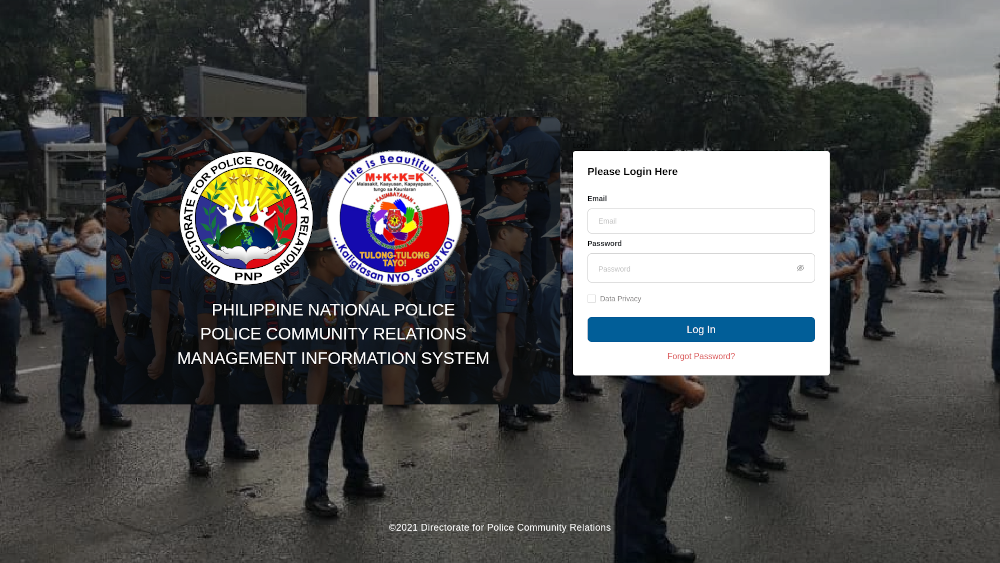 DIRECTORATE FOR POLICE COMMUNITY RELATIONS
PNP
Life is Beautiful...
M+K+K=K
Malasakit, Kaayusan, Kapayapaan,
tungo sa Kaunlaran
KASIMBAYANAN
TULONG-TULONG
TAYO!
...Kaligtasan NYO, Sagot KO!
PHILIPPINE NATIONAL POLICE
POLICE COMMUNITY RELATIONS
MANAGEMENT INFORMATION SYSTEM
Please Login Here
Email
Email
Password
Password
Data Privacy
Log In
Forgot Password?
©2021 Directorate for Police Community Relations